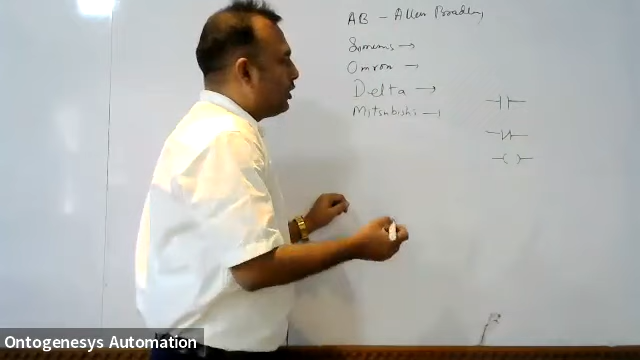 AB - Allen Bradley
Siemens →
Omron →
Delta →
Mitsubishi →
Ontogenesys Automation